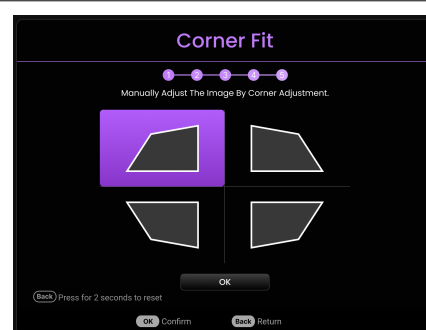 Corner Fit
1 2 3 4 5
Manually Adjust The Image By Corner Adjustment.
OK
Back Press for 2 seconds to reset
OK Confirm Back Return